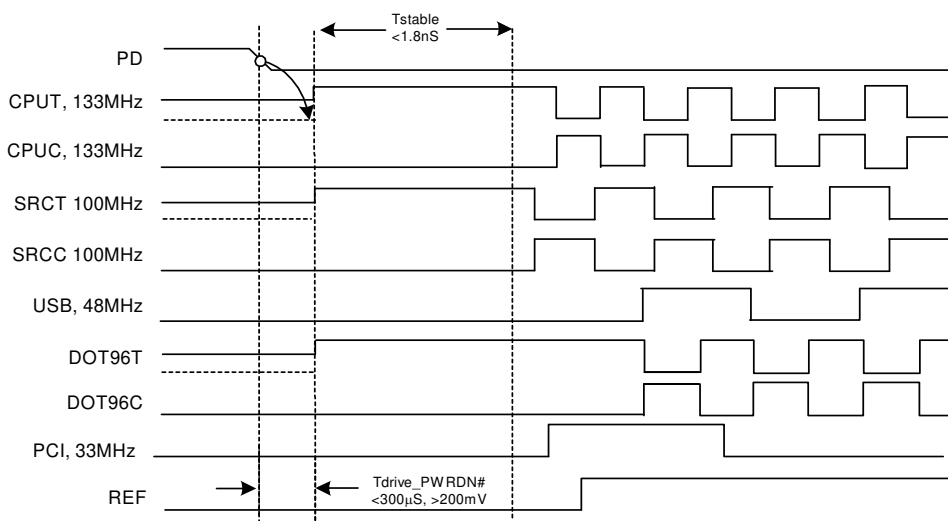 Tstable
<1.8nS
PD
CPUT, 133MHz
CPUC, 133MHz
SRCT 100MHz
SRCC 100MHz
USB, 48MHz
DOT96T
DOT96C
PCI, 33MHz
Tdrive_PWRDN#
<300μS, >200mV
REF